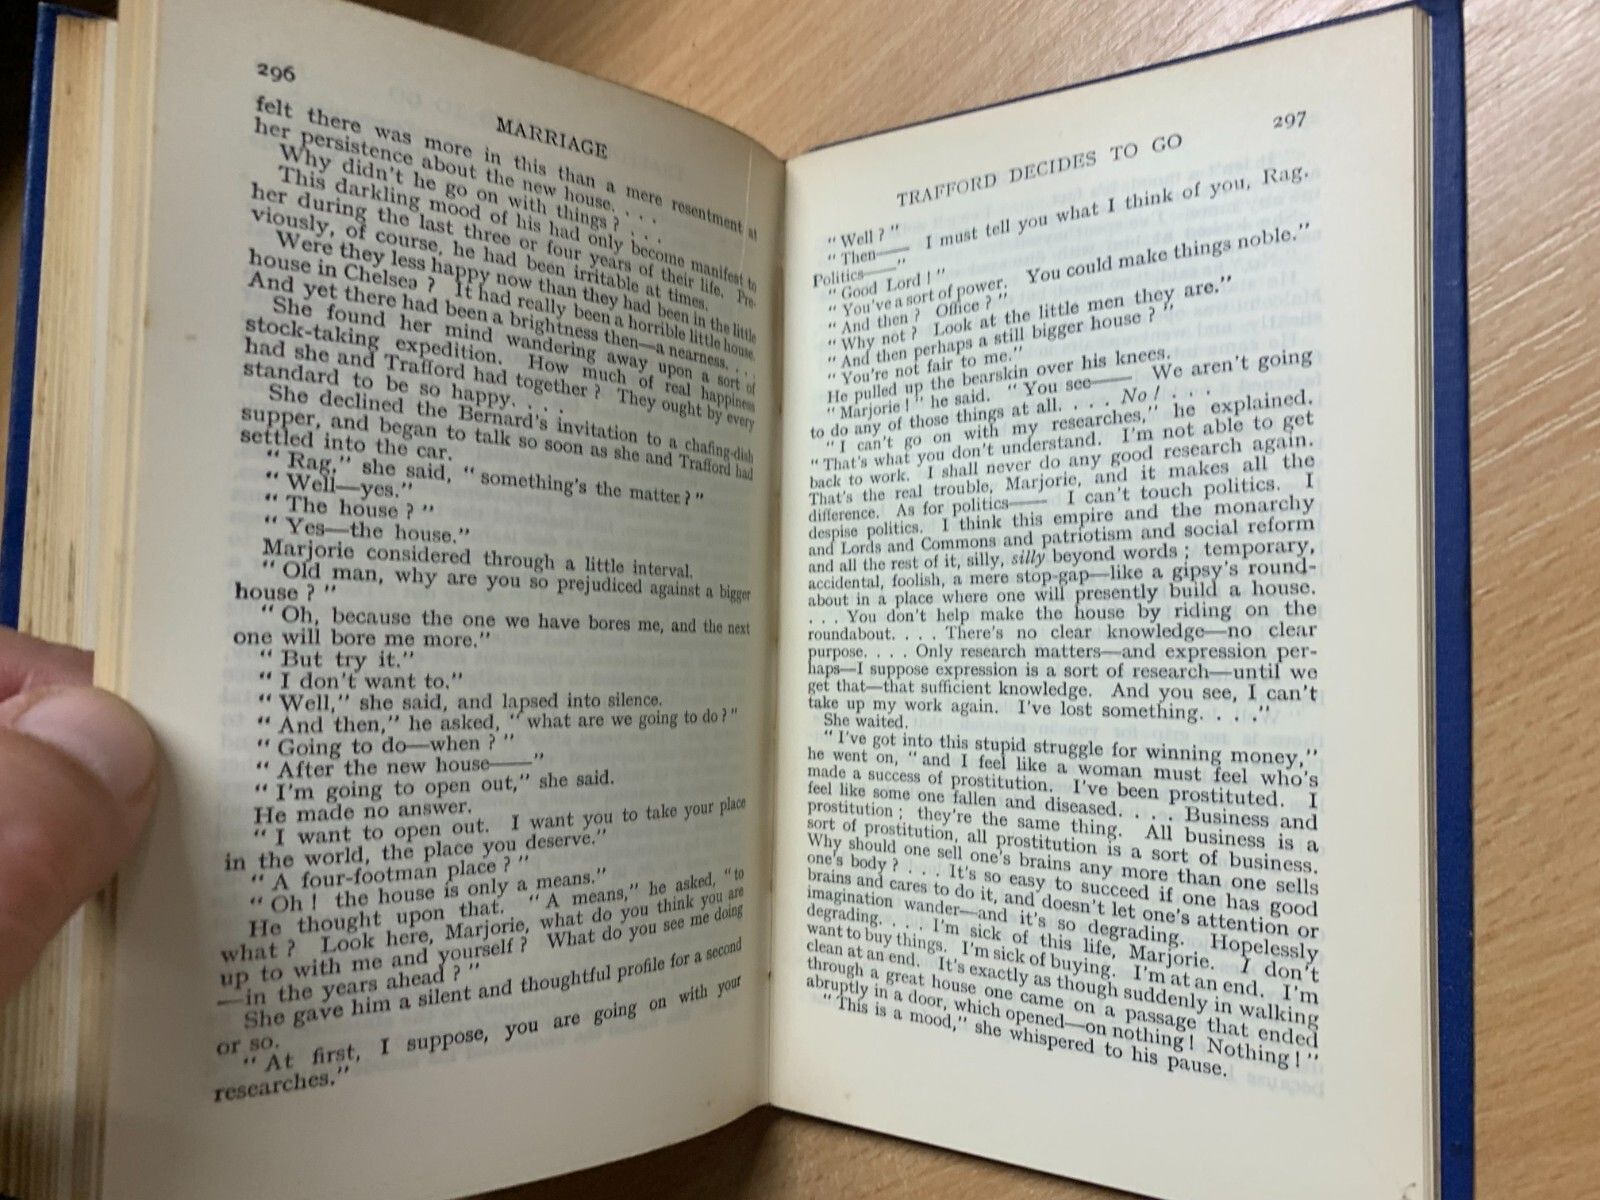 296
MARRIAGE
felt there was more in this than a mere resentment at
her persistence about the new house. . . .
Why didn't he go on with things ? . . .
This darkling mood of his had only become manifest to
her during the last three or four years of their life. Pre-
viously, of course, he had been irritable at times.
Were they less happy now than they had been in the little
house in Chelsea ? It had really been a horrible little house.
And yet there had been a brightness then—a nearness. . . .
She found her mind wandering away upon a sort of
stock-taking expedition. How much of real happiness
had she and Trafford had together ? They ought by every
standard to be so happy. . . .
She declined the Bernard's invitation to a chafing-dish
supper, and began to talk so soon as she and Trafford had
settled into the car.
" Rag," she said, " something's the matter ? "
" Well—yes."
" The house ? "
" Yes—the house."
Marjorie considered through a little interval.
" Old man, why are you so prejudiced against a bigger
house ? "
" Oh, because the one we have bores me, and the next
one will bore me more."
" But try it."
" I don't want to."
" Well," she said, and lapsed into silence.
" And then," he asked, " what are we going to do ? "
" Going to do—when ? "
" After the new house——"
" I'm going to open out," she said.
He made no answer.
" I want to open out. I want you to take your place
in the world, the place you deserve."
" A four-footman place ? "
" Oh ! the house is only a means."
He thought upon that. " A means," he asked, " to
what ? Look here, Marjorie, what do you think you are
up to with me and yourself ? What do you see me doing
—in the years ahead ? "
She gave him a silent and thoughtful profile for a second
or so.
" At first, I suppose, you are going on with your
researches."
TRAFFORD DECIDES TO GO
297
" Well ? "
" Then—— I must tell you what I think of you, Rag.
Politics——"
" Good Lord ! "
" You've a sort of power. You could make things noble."
" And then ? Office ? "
" Why not ? Look at the little men they are."
" And then perhaps a still bigger house ? "
" You're not fair to me."
He pulled up the bearskin over his knees.
" Marjorie ! " he said. " You see—— We aren't going
to do any of those things at all. . . . No ! . . .
" I can't go on with my researches," he explained.
" That's what you don't understand. I'm not able to get
back to work. I shall never do any good research again.
That's the real trouble, Marjorie, and it makes all the
difference. As for politics—— I can't touch politics. I
despise politics. I think this empire and the monarchy
and Lords and Commons and patriotism and social reform
and all the rest of it, silly, silly beyond words ; temporary,
accidental, foolish, a mere stop-gap—like a gipsy's round-
about in a place where one will presently build a house.
. . . You don't help make the house by riding on the
roundabout. . . . There's no clear knowledge—no clear
purpose. . . . Only research matters—and expression per-
haps—I suppose expression is a sort of research—until we
get that—that sufficient knowledge. And you see, I can't
take up my work again. I've lost something. . . ."
She waited.
" I've got into this stupid struggle for winning money,"
he went on, " and I feel like a woman must feel who's
made a success of prostitution. I've been prostituted. I
feel like some one fallen and diseased. . . . Business and
prostitution ; they're the same thing. All business is a
sort of prostitution, all prostitution is a sort of business.
Why should one sell one's brains any more than one sells
one's body ? . . . It's so easy to succeed if one has good
brains and cares to do it, and doesn't let one's attention or
imagination wander—and it's so degrading. Hopelessly
degrading. . . . I'm sick of this life, Marjorie. I don't
want to buy things. I'm sick of buying. I'm at an end. I'm
clean at an end. It's exactly as though suddenly in walking
through a great house one came on a passage that ended
abruptly in a door, which opened—on nothing ! Nothing ! "
" This is a mood," she whispered to his pause.